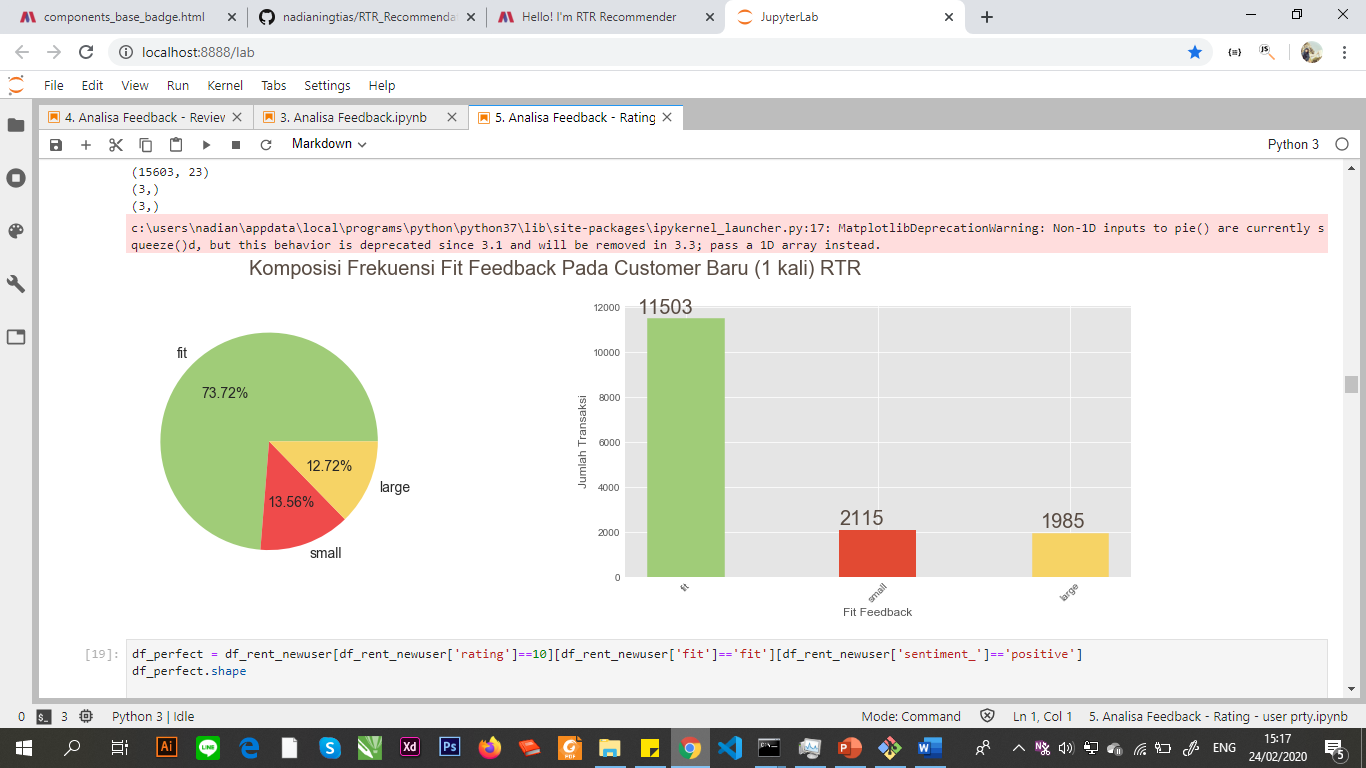 components_base_badge.html
nadianingtias/RTR_Recommendat
Hello! I'm RTR Recommender
JupyterLab
localhost:8888/lab
File Edit View Run Kernel Tabs Settings Help
4. Analisa Feedback - Review
3. Analisa Feedback.ipynb
5. Analisa Feedback - Rating
Markdown
Python 3
(15603, 23)
(3,)
(3,)
c:\users\nadian\appdata\local\programs\python\python37\lib\site-packages\ipykernel_launcher.py:17: MatplotlibDeprecationWarning: Non-1D inputs to pie() are currently s
queeze()d, but this behavior is deprecated since 3.1 and will be removed in 3.3; pass a 1D array instead.
Komposisi Frekuensi Fit Feedback Pada Customer Baru (1 kali) RTR
fit
73.72%
12.72%
large
13.56%
small
12000
10000
8000
6000
4000
2000
0
Jumlah Transaksi
11503
2115
1985
fit
small
large
Fit Feedback
[19]:
df_perfect = df_rent_newuser[df_rent_newuser['rating']==10][df_rent_newuser['fit']=='fit'][df_rent_newuser['sentiment_']=='positive']
df_perfect.shape
0
3
Python 3 | Idle
Mode: Command
Ln 1, Col 1
5. Analisa Feedback - Rating - user prty.ipynb
ENG
15:17
24/02/2020
5